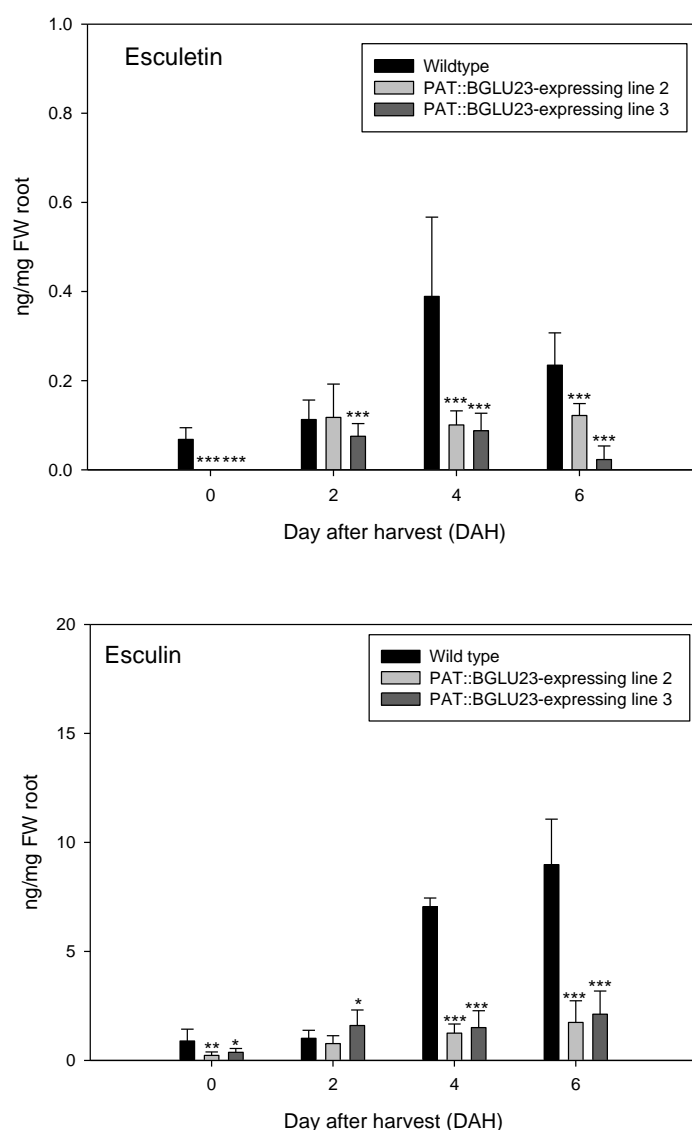 Esculetin
Wildtype
PAT::BGLU23-expressing line 2
PAT::BGLU23-expressing line 3
ng/mg FW root
1.0
0.8
0.6
0.4
0.2
0.0
*** ***
***
*** ***
***
***
0 2 4 6
Day after harvest (DAH)
Esculin
Wild type
PAT::BGLU23-expressing line 2
PAT::BGLU23-expressing line 3
ng/mg FW root
20
15
10
5
0
** *
*
*** ***
*** ***
0 2 4 6
Day after harvest (DAH)